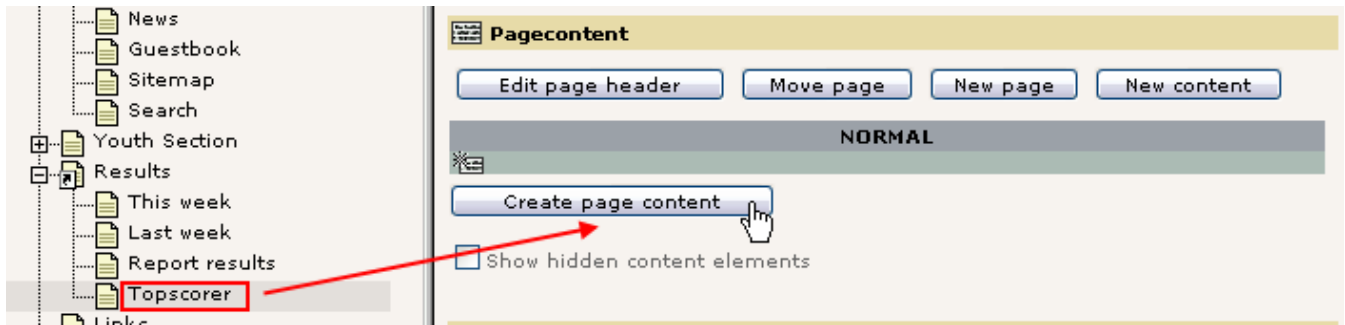 News
Guestbook
Sitemap
Search
Youth Section
Results
This week
Last week
Report results
Topscorer
Links
Pagecontent
Edit page header Move page New page New content
NORMAL
Create page content
Show hidden content elements